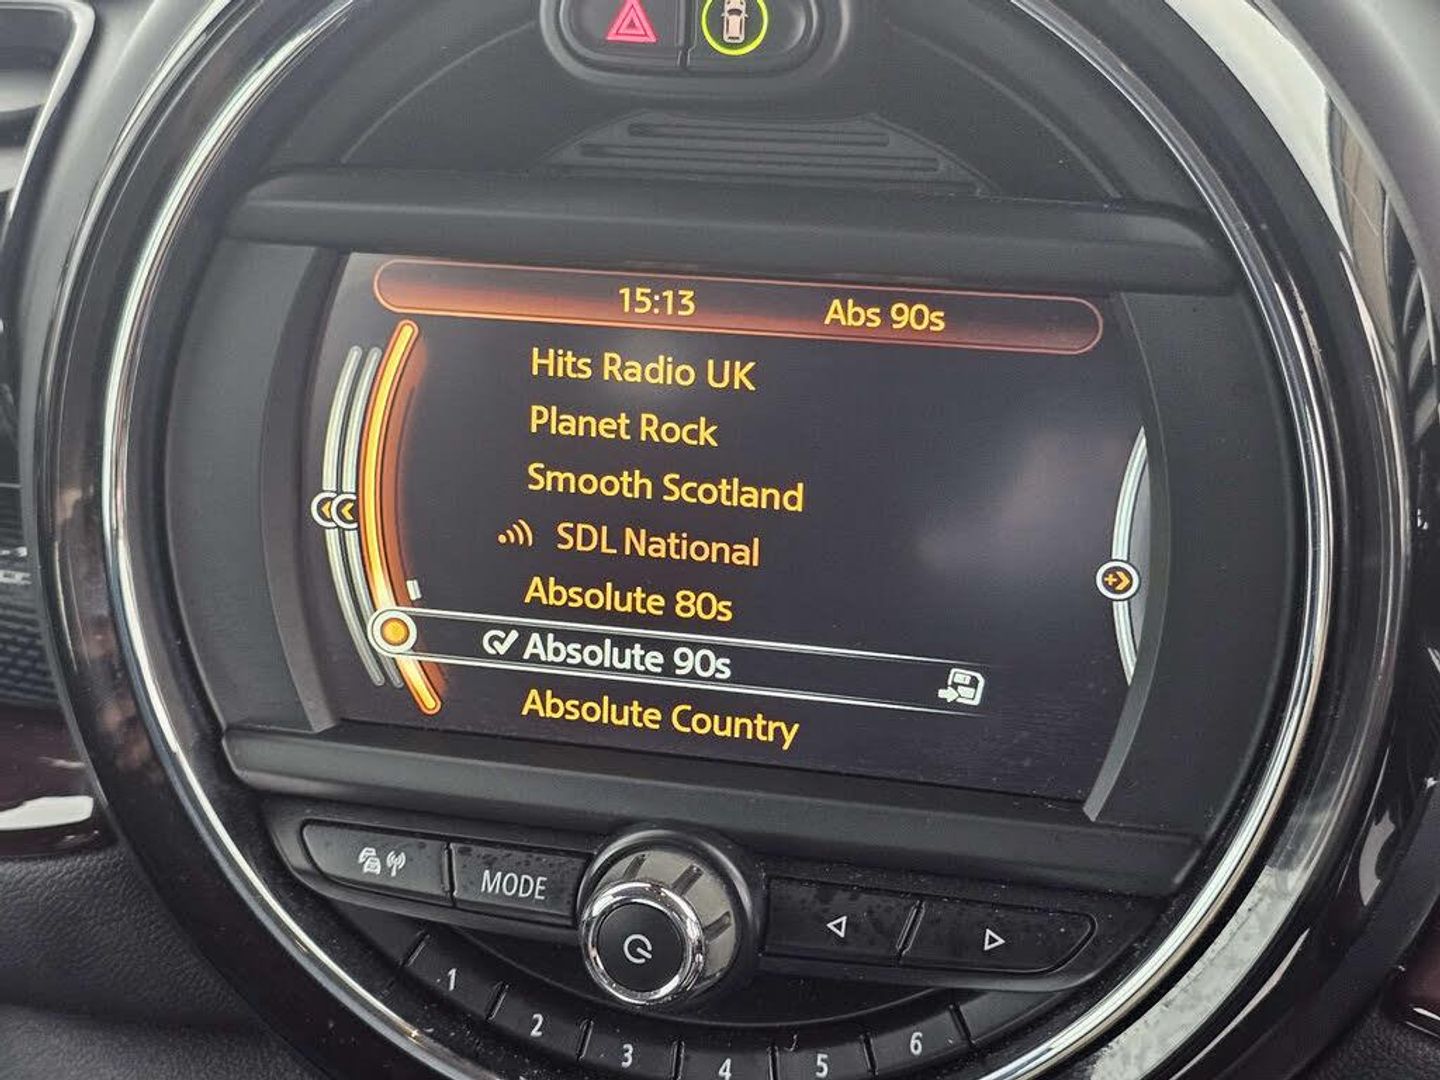 15:13 Abs 90s
Hits Radio UK
Planet Rock
Smooth Scotland
SDL National
Absolute 80s
Absolute 90s
Absolute Country
MODE
1 2 3 4 5 6